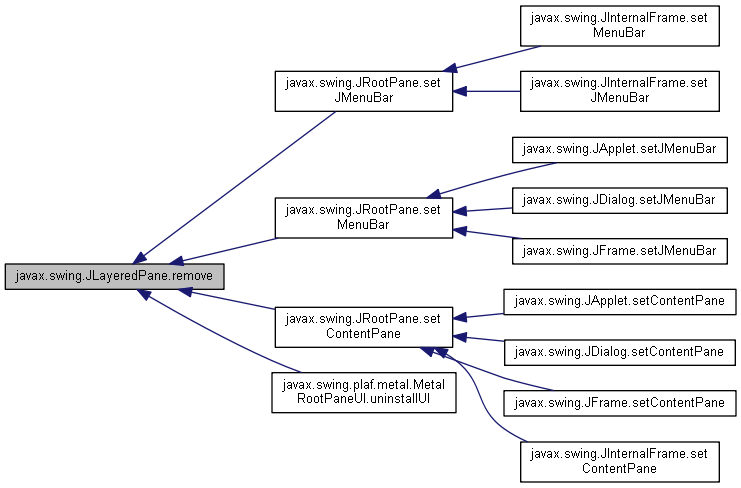 javax.swing.JInternalFrame.set
MenuBar
javax.swing.JRootPane.set
JMenuBar
javax.swing.JInternalFrame.set
JMenuBar
javax.swing.JApplet.setJMenuBar
javax.swing.JRootPane.set
MenuBar
javax.swing.JDialog.setJMenuBar
javax.swing.JFrame.setJMenuBar
javax.swing.JLayeredPane.remove
javax.swing.JApplet.setContentPane
javax.swing.JRootPane.set
ContentPane
javax.swing.JDialog.setContentPane
javax.swing.plaf.metal.Metal
RootPaneUI.uninstallUI
javax.swing.JFrame.setContentPane
javax.swing.JInternalFrame.set
ContentPane